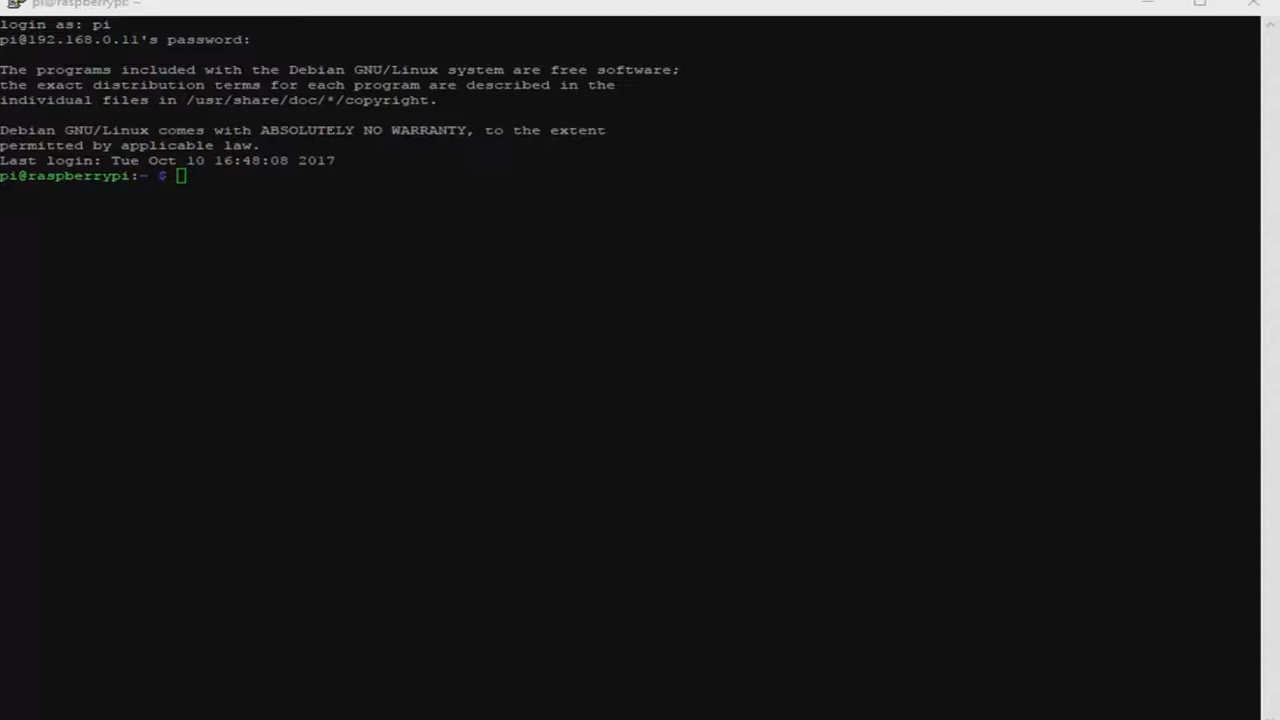 pi@raspberrypi: ~
login as: pi
pi@192.168.0.11's password:
The programs included with the Debian GNU/Linux system are free software;
the exact distribution terms for each program are described in the
individual files in /usr/share/doc/*/copyright.
Debian GNU/Linux comes with ABSOLUTELY NO WARRANTY, to the extent
permitted by applicable law.
Last login: Tue Oct 10 16:48:08 2017
pi@raspberrypi:~ $